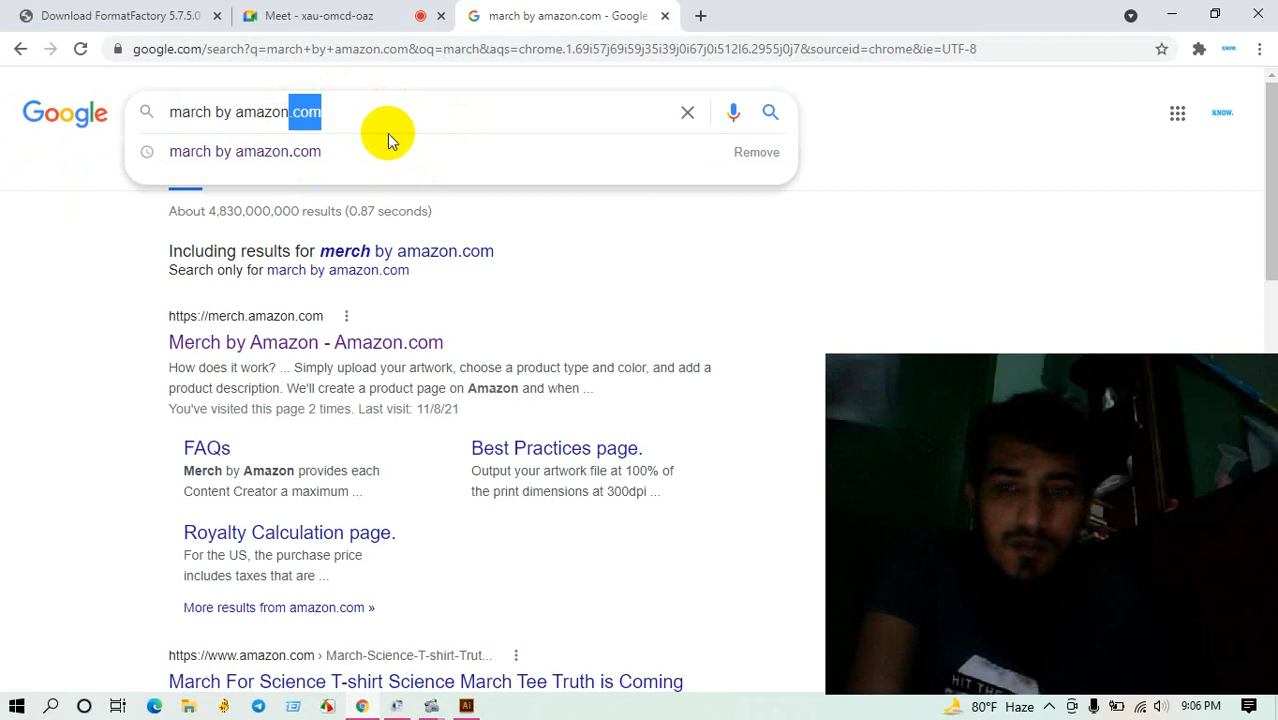 Download FormatFactory 5.7.5.0
Meet - xau-omcd-oaz
march by amazon.com - Google
google.com/search?q=march+by+amazon.com&oq=march&aqs=chrome.1.69i57j69i59j35i39j0i67j0i512l6.2955j0j7&sourceid=chrome&ie=UTF-8
Google
march by amazon.com
KNOW.
march by amazon.com
Remove
About 4,830,000,000 results (0.87 seconds)
Including results for merch by amazon.com
Search only for march by amazon.com
https://merch.amazon.com
Merch by Amazon - Amazon.com
How does it work? ... Simply upload your artwork, choose a product type and color, and add a
product description. We'll create a product page on Amazon and when ...
You've visited this page 2 times. Last visit: 11/8/21
FAQs
Merch by Amazon provides each
Content Creator a maximum ...
Best Practices page.
Output your artwork file at 100% of
the print dimensions at 300dpi ...
Royalty Calculation page.
For the US, the purchase price
includes taxes that are ...
More results from amazon.com »
https://www.amazon.com › March-Science-T-shirt-Trut...
March For Science T-shirt Science March Tee Truth is Coming
HIT THE
Ai
80°F Haze
9:06 PM